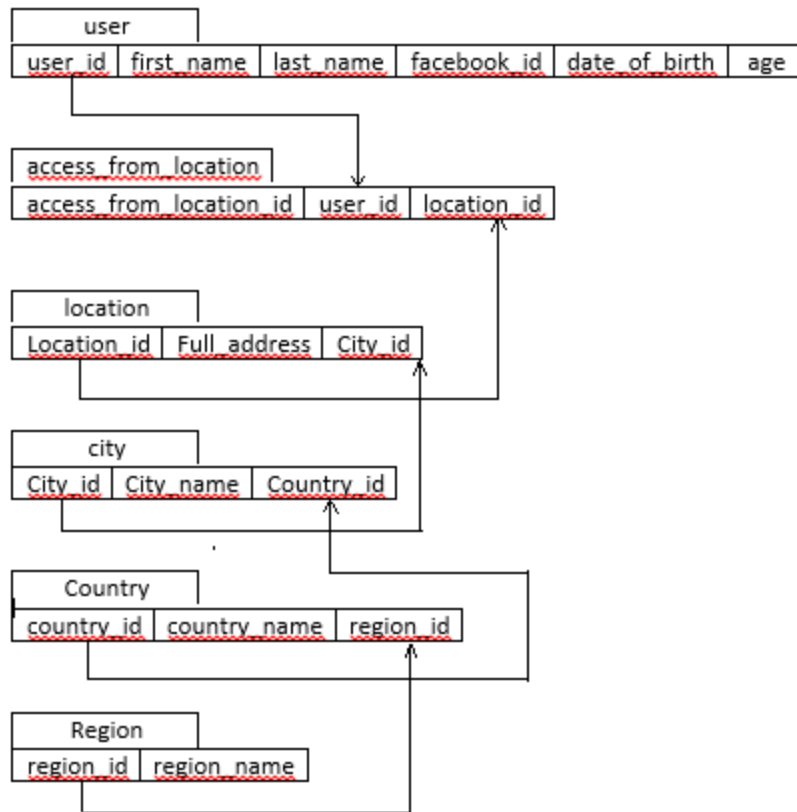 user
user_id first_name last_name facebook_id date_of_birth age
access_from_location
access_from_location_id user_id location_id
location
Location_id Full_address City_id
city
City_id City_name Country_id
Country
country_id country_name region_id
Region
region_id region_name